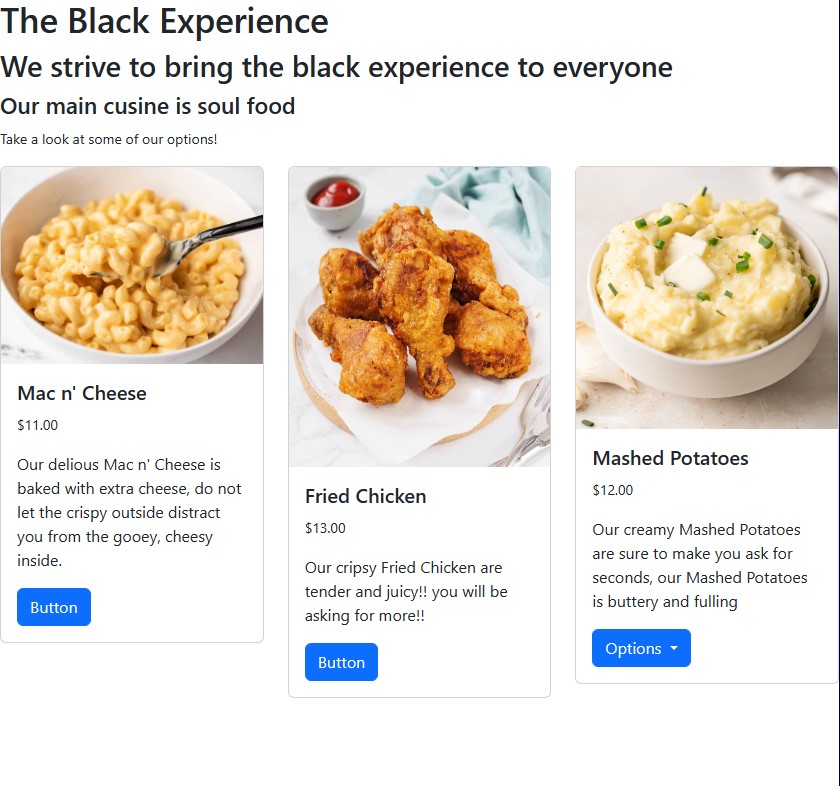 The Black Experience
We strive to bring the black experience to everyone
Our main cusine is soul food
Take a look at some of our options!
Mac n' Cheese
$11.00
Our delious Mac n' Cheese is
baked with extra cheese, do not
let the crispy outside distract
you from the gooey, cheesy
inside.
Button
Fried Chicken
$13.00
Our cripsy Fried Chicken are
tender and juicy!! you will be
asking for more!!
Button
Mashed Potatoes
$12.00
Our creamy Mashed Potatoes
are sure to make you ask for
seconds, our Mashed Potatoes
is buttery and fulling
Options